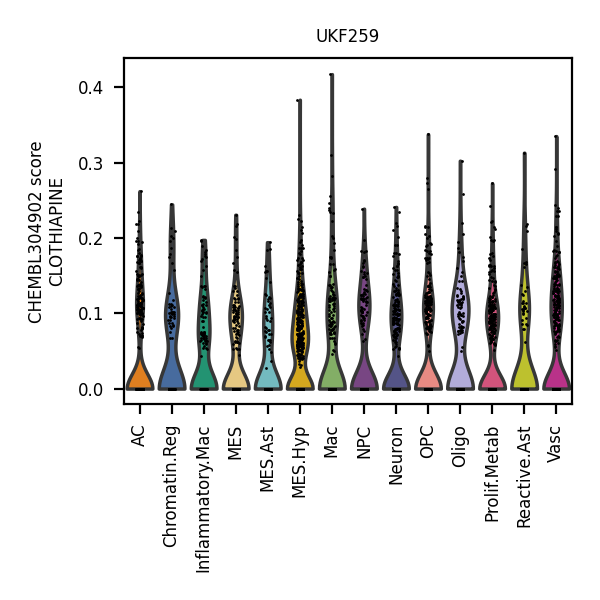 UKF259
CHEMBL304902 score
CLOTHIAPINE
0.4
0.3
0.2
0.1
0.0
AC
Chromatin.Reg
Inflammatory.Mac
MES
MES.Ast
MES.Hyp
Mac
NPC
Neuron
OPC
Oligo
Prolif.Metab
Reactive.Ast
Vasc